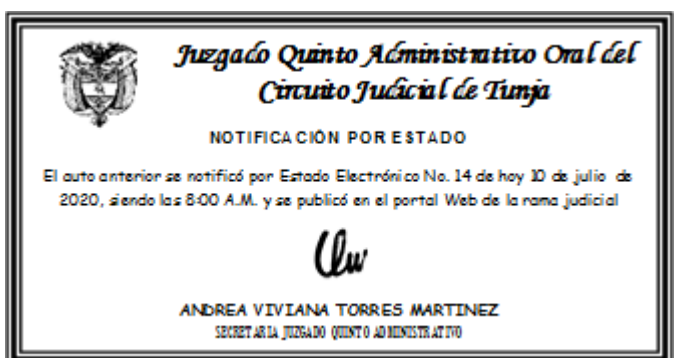 Juzgado Quinto Administrativo Oral del
Circuito Judicial de Tunja
NOTIFICACIÓN POR ESTADO
El auto anterior se notificó por Estado Electrónico No. 14 de hoy 10 de julio de
2020, siendo las 8:00 A.M. y se publicó en el portal Web de la rama judicial
ANDREA VIVIANA TORRES MARTINEZ
SECRETARIA JUZGADO QUINTO ADMINISTRATIVO